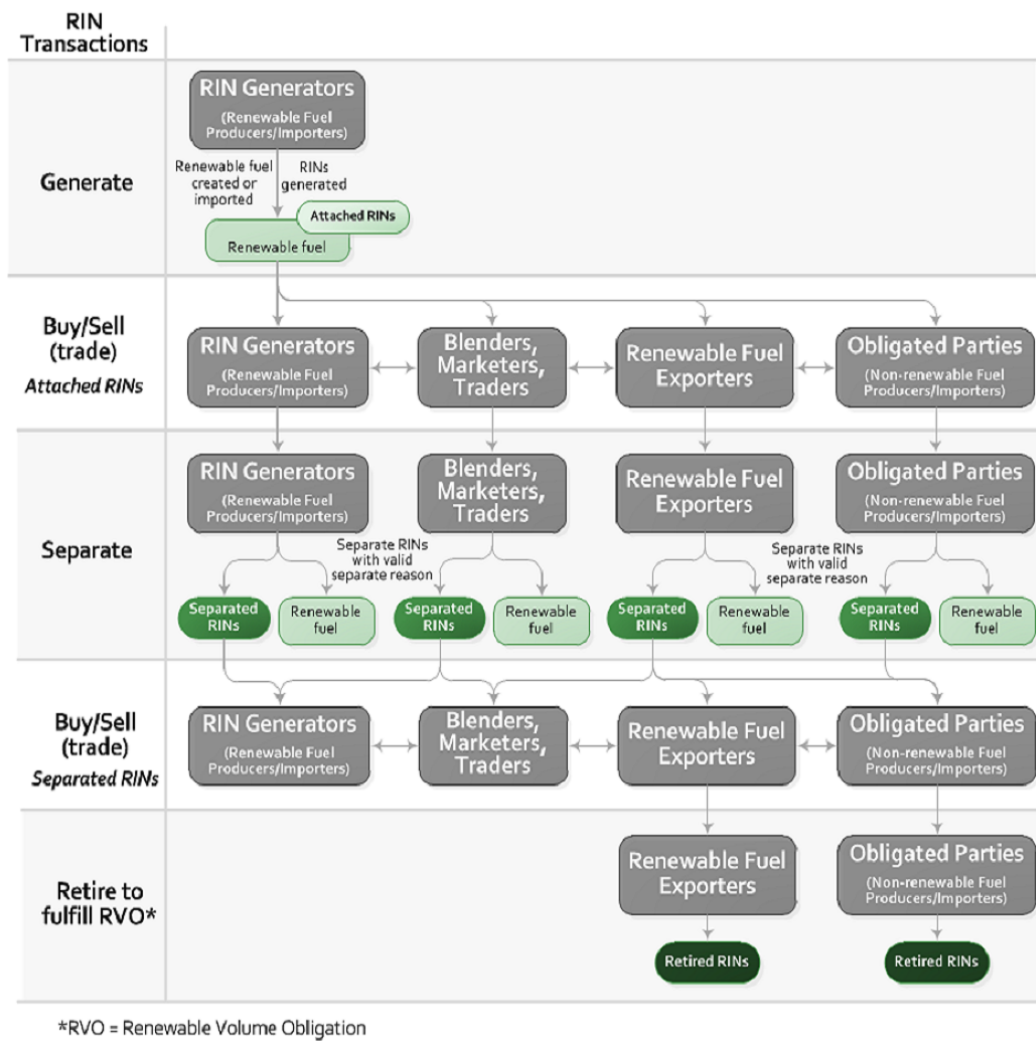 RIN
Transactions
Generate
RIN Generators
(Renewable Fuel
Producers/Importers)
Renewable fuel
created or
imported
RINs
generated
Attached RINs
Renewable fuel
Buy/Sell
(trade)
Attached RINs
RIN Generators
(Renewable Fuel
Producers/Importers)
Blenders,
Marketers,
Traders
Renewable Fuel
Exporters
Obligated Parties
(Non-renewable Fuel
Producers/Importers)
Separate
RIN Generators
(Renewable Fuel
Producers/Importers)
Blenders,
Marketers,
Traders
Renewable Fuel
Exporters
Obligated Parties
(Non-renewable Fuel
Producers/Importers)
Separate RINs
with valid
separate reason
Separate RINs
with valid
separate reason
Separated
RINs
Renewable
fuel
Separated
RINs
Renewable
fuel
Separated
RINs
Renewable
fuel
Separated
RINs
Renewable
fuel
Buy/Sell
(trade)
Separated RINs
RIN Generators
(Renewable Fuel
Producers/Importers)
Blenders,
Marketers,
Traders
Renewable Fuel
Exporters
Obligated Parties
(Non-renewable Fuel
Producers/Importers)
Retire to
fulfill RVO*
Renewable Fuel
Exporters
Obligated Parties
(Non-renewable Fuel
Producers/Importers)
Retired RINs
Retired RINs
*RVO = Renewable Volume Obligation